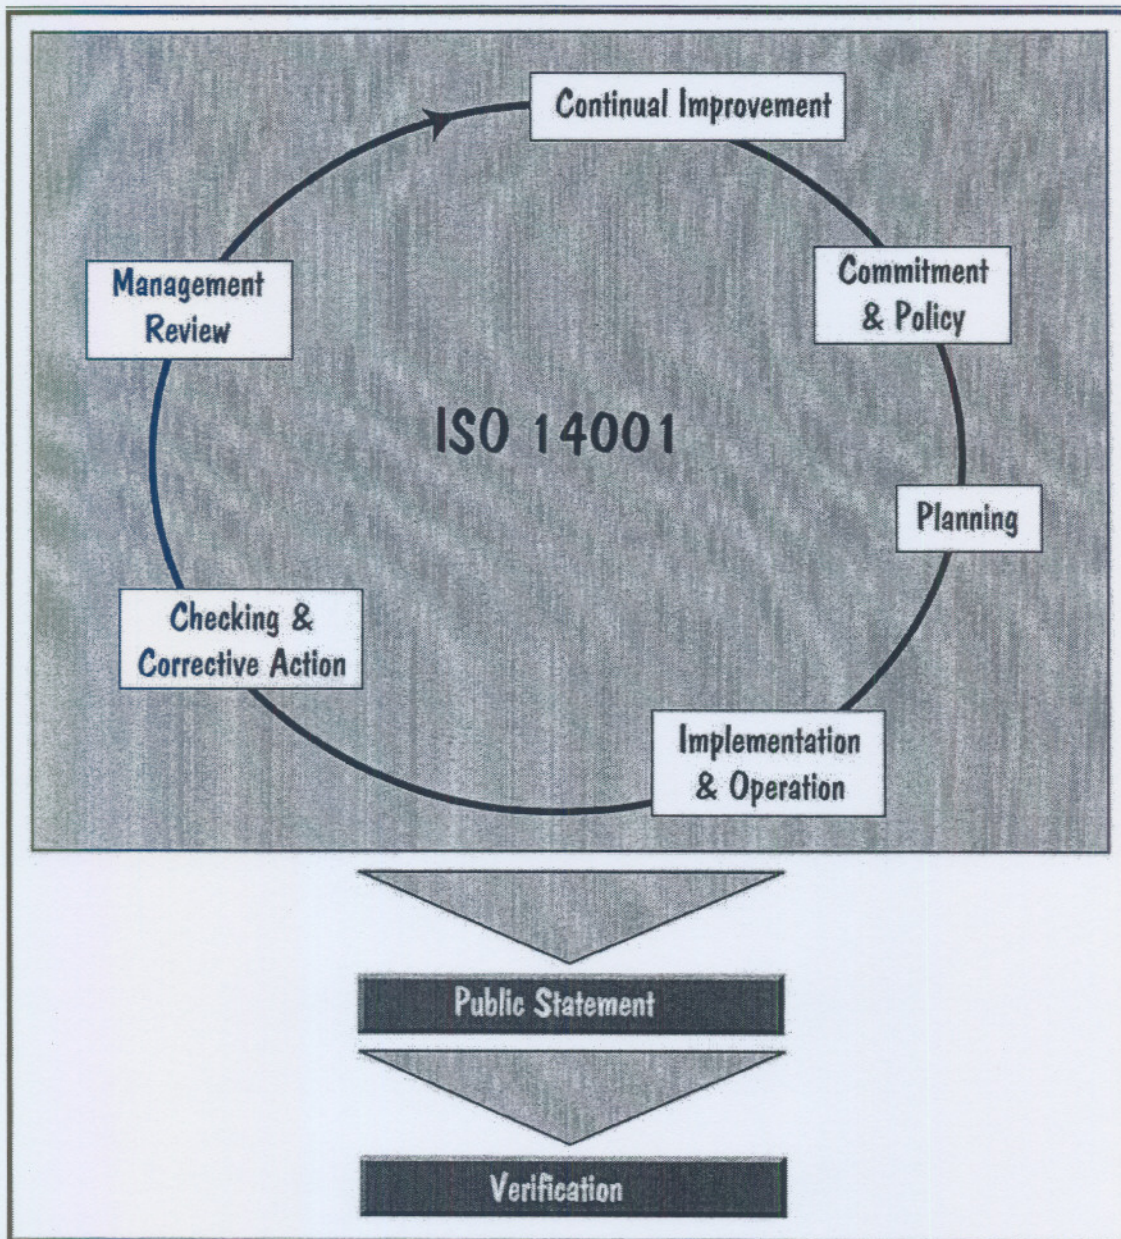 Continual Improvement
Commitment
& Policy
Planning
Implementation
& Operation
Checking &
Corrective Action
Management
Review
ISO 14001
Public Statement
Verification